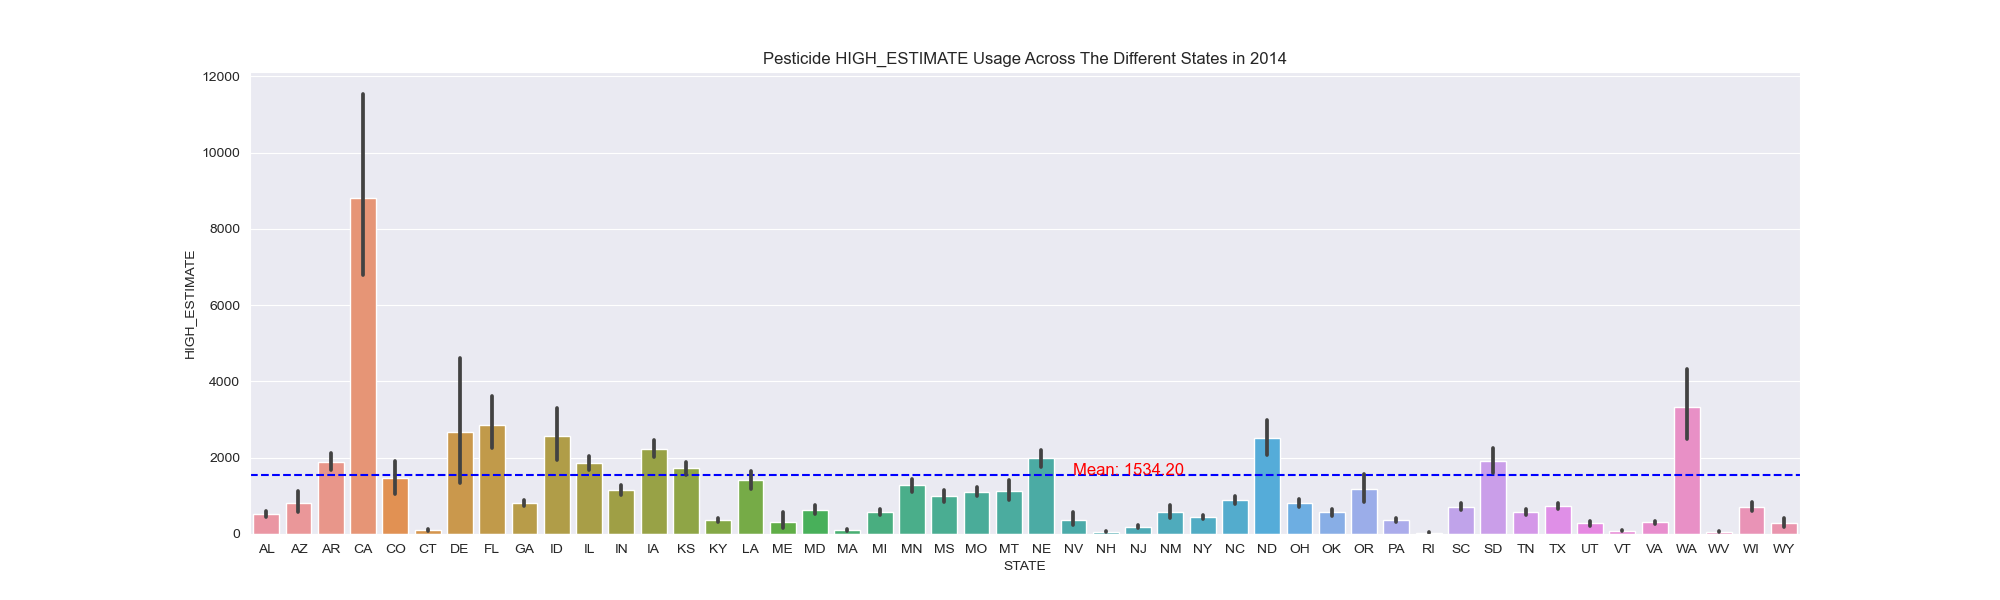 Pesticide HIGH_ESTIMATE Usage Across The Different States in 2014
12000
10000
8000
6000
4000
2000
0
HIGH_ESTIMATE
Mean: 1534.20
AL AZ AR CA CO CT DE FL GA ID IL IN IA KS KY LA ME MD MA MI MN MS MO MT NE NV NH NJ NM NY NC ND OH OK OR PA RI SC SD TN TX UT VT VA WA WV WI WY
STATE